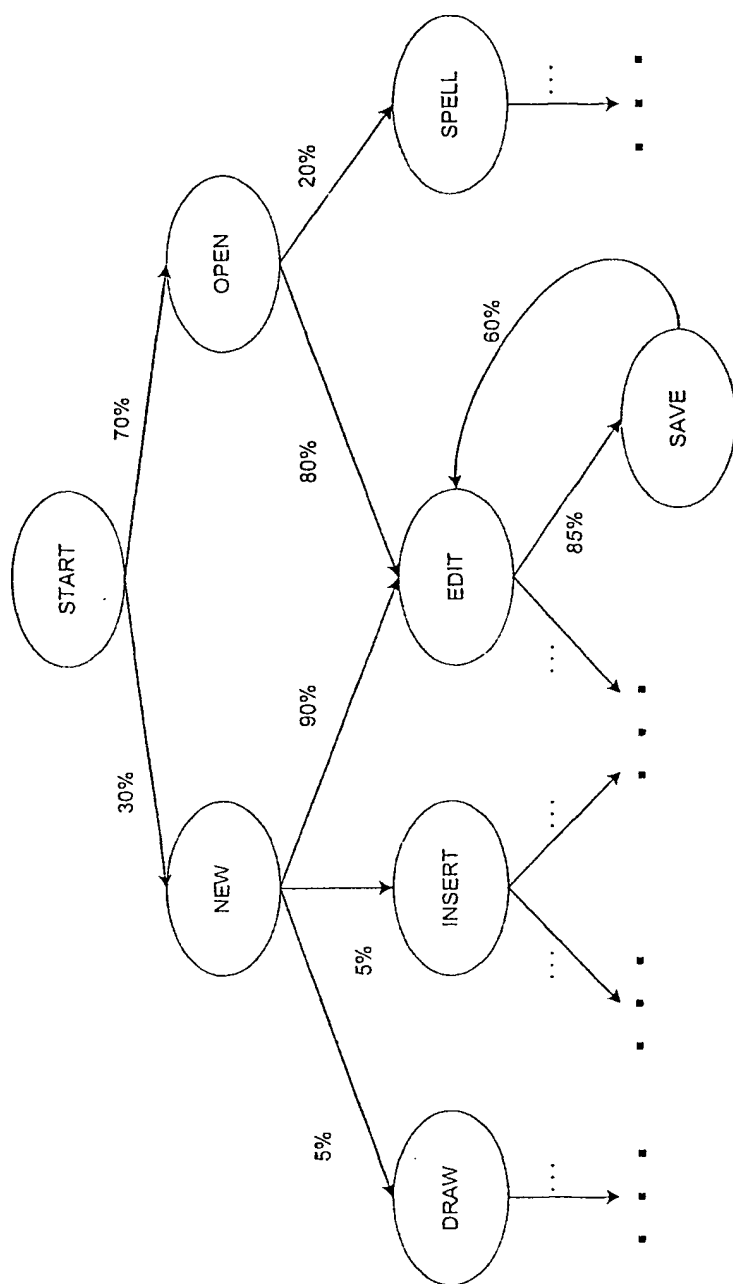 START
30%
70%
NEW
OPEN
5%
5%
90%
80%
20%
DRAW
INSERT
EDIT
SPELL
60%
...
...
...
...
85%
...
SAVE